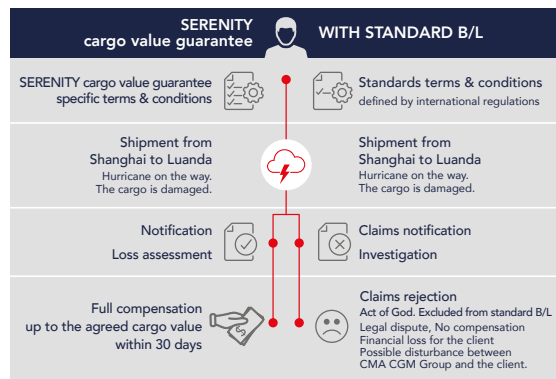 SERENITY
cargo value guarantee
WITH STANDARD B/L
SERENITY cargo value guarantee
specific terms & conditions
Standards terms & conditions
defined by international regulations
Shipment from
Shanghai to Luanda
Hurricane on the way.
The cargo is damaged.
Shipment from
Shanghai to Luanda
Hurricane on the way.
The cargo is damaged.
Notification
Loss assessment
Claims notification
Investigation
Full compensation
up to the agreed cargo value
within 30 days
Claims rejection
Act of God. Excluded from standard B/L
Legal dispute, No compensation
Financial loss for the client
Possible disturbance between
CMA CGM Group and the client.